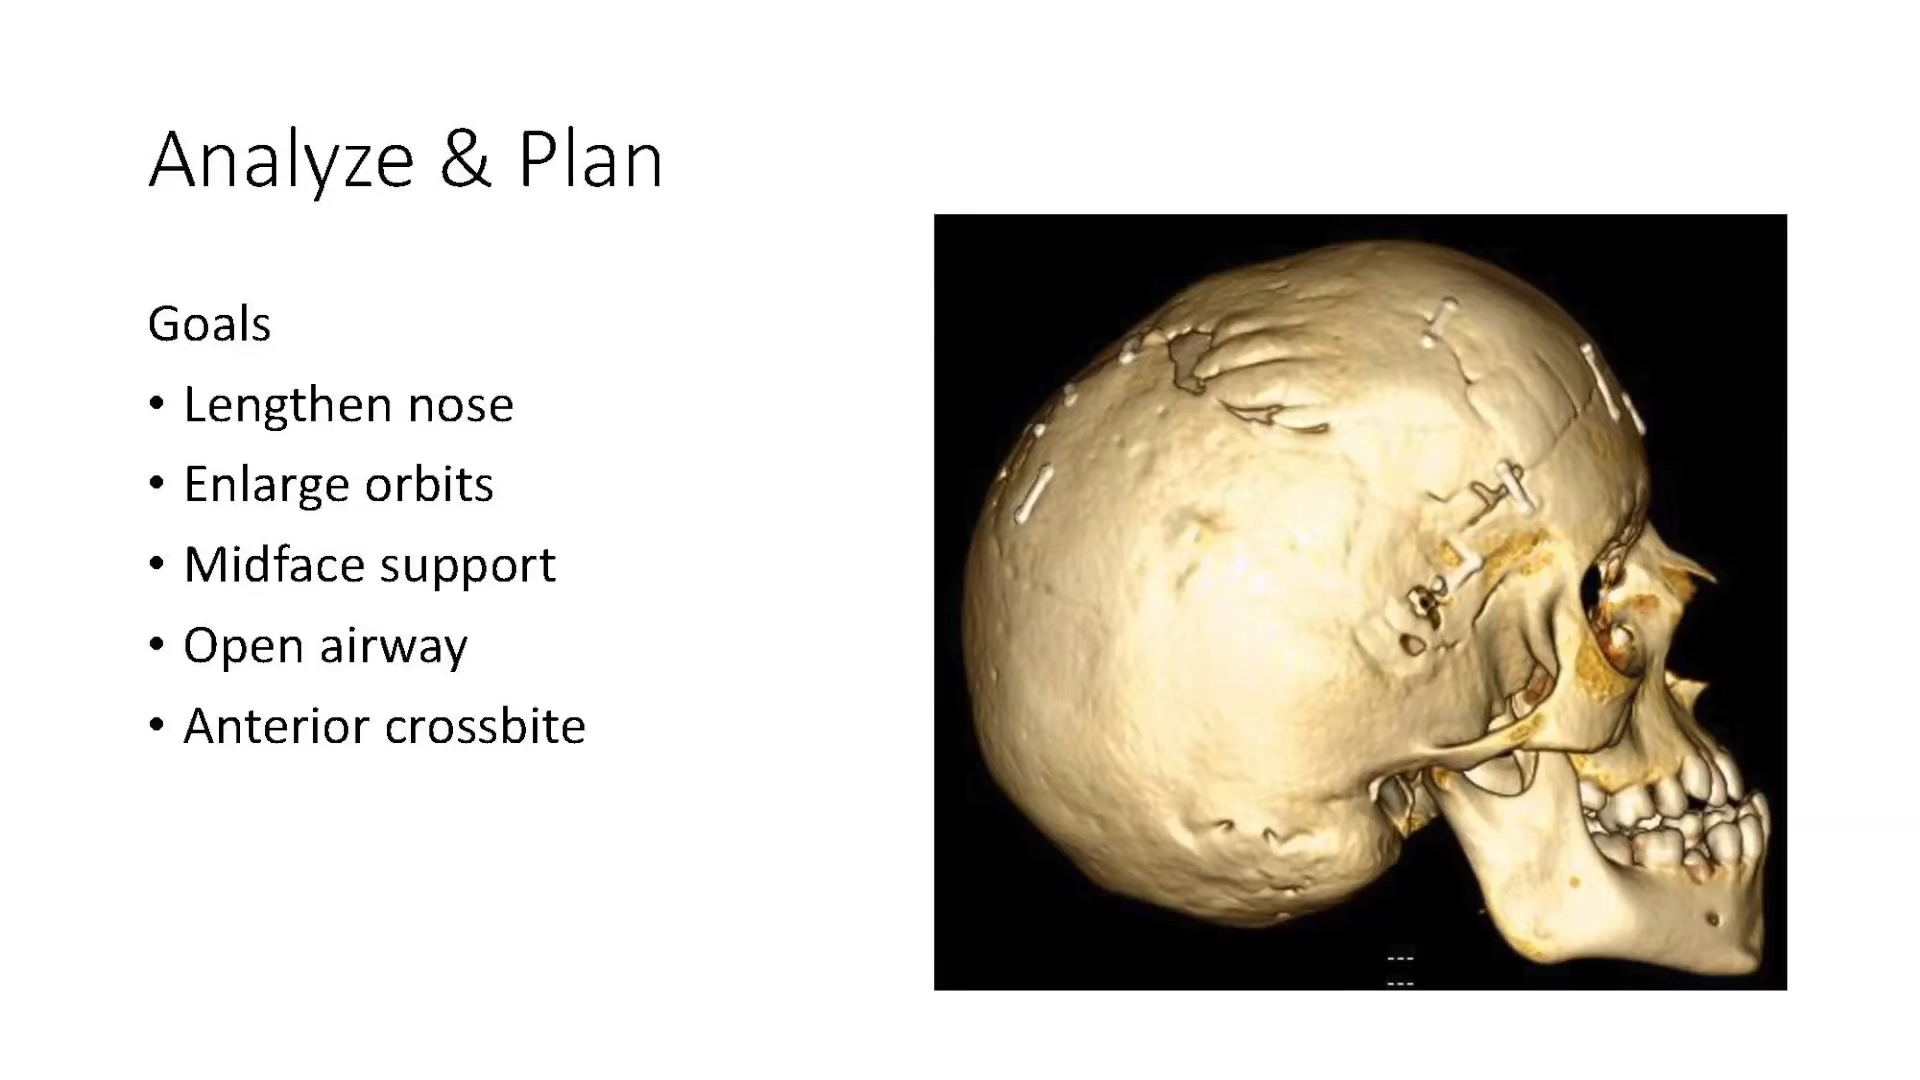 Analyze & Plan
Goals
• Lengthen nose
• Enlarge orbits
• Midface support
• Open airway
• Anterior crossbite
---
---